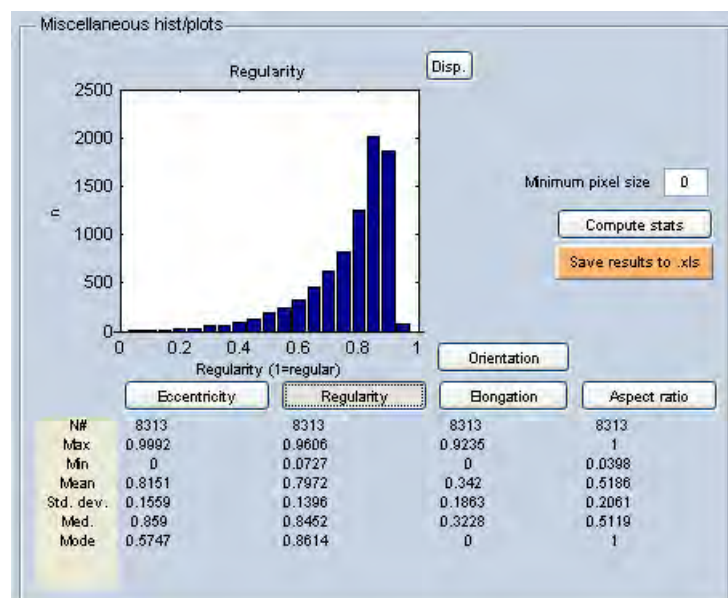 Miscellaneous hist/plots
Regularity
Disp.
2500
2000
1500
1000
500
0
n
0 0.2 0.4 0.6 0.8 1
Regularity (1=regular)
Minimum pixel size 0
Compute stats
Save results to .xls
Orientation
Eccentricity Regularity Elongation Aspect ratio
N# 8313 8313 8313 8313
Max 0.9992 0.9606 0.9235 1
Min 0 0.0727 0 0.0398
Mean 0.8151 0.7972 0.342 0.5186
Std. dev. 0.1559 0.1396 0.1863 0.2061
Med. 0.859 0.8452 0.3228 0.5119
Mode 0.5747 0.8614 0 1